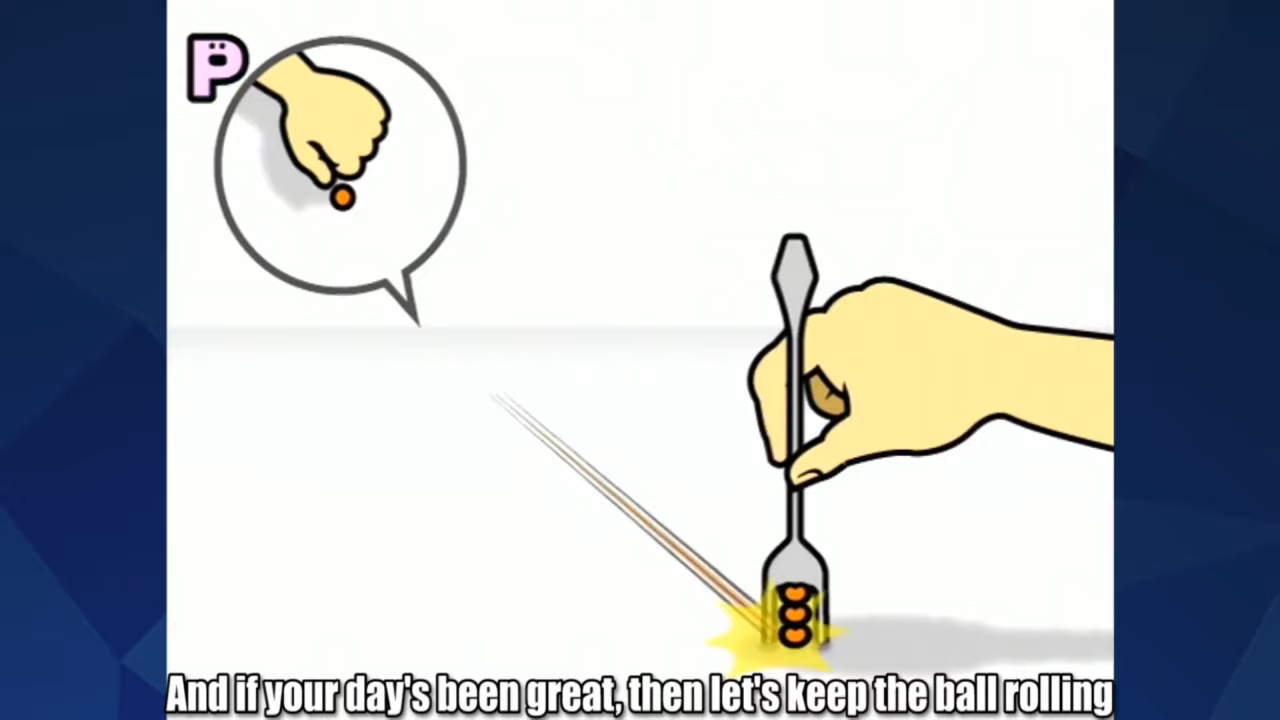 P
And if your day's been great, then let's keep the ball rolling